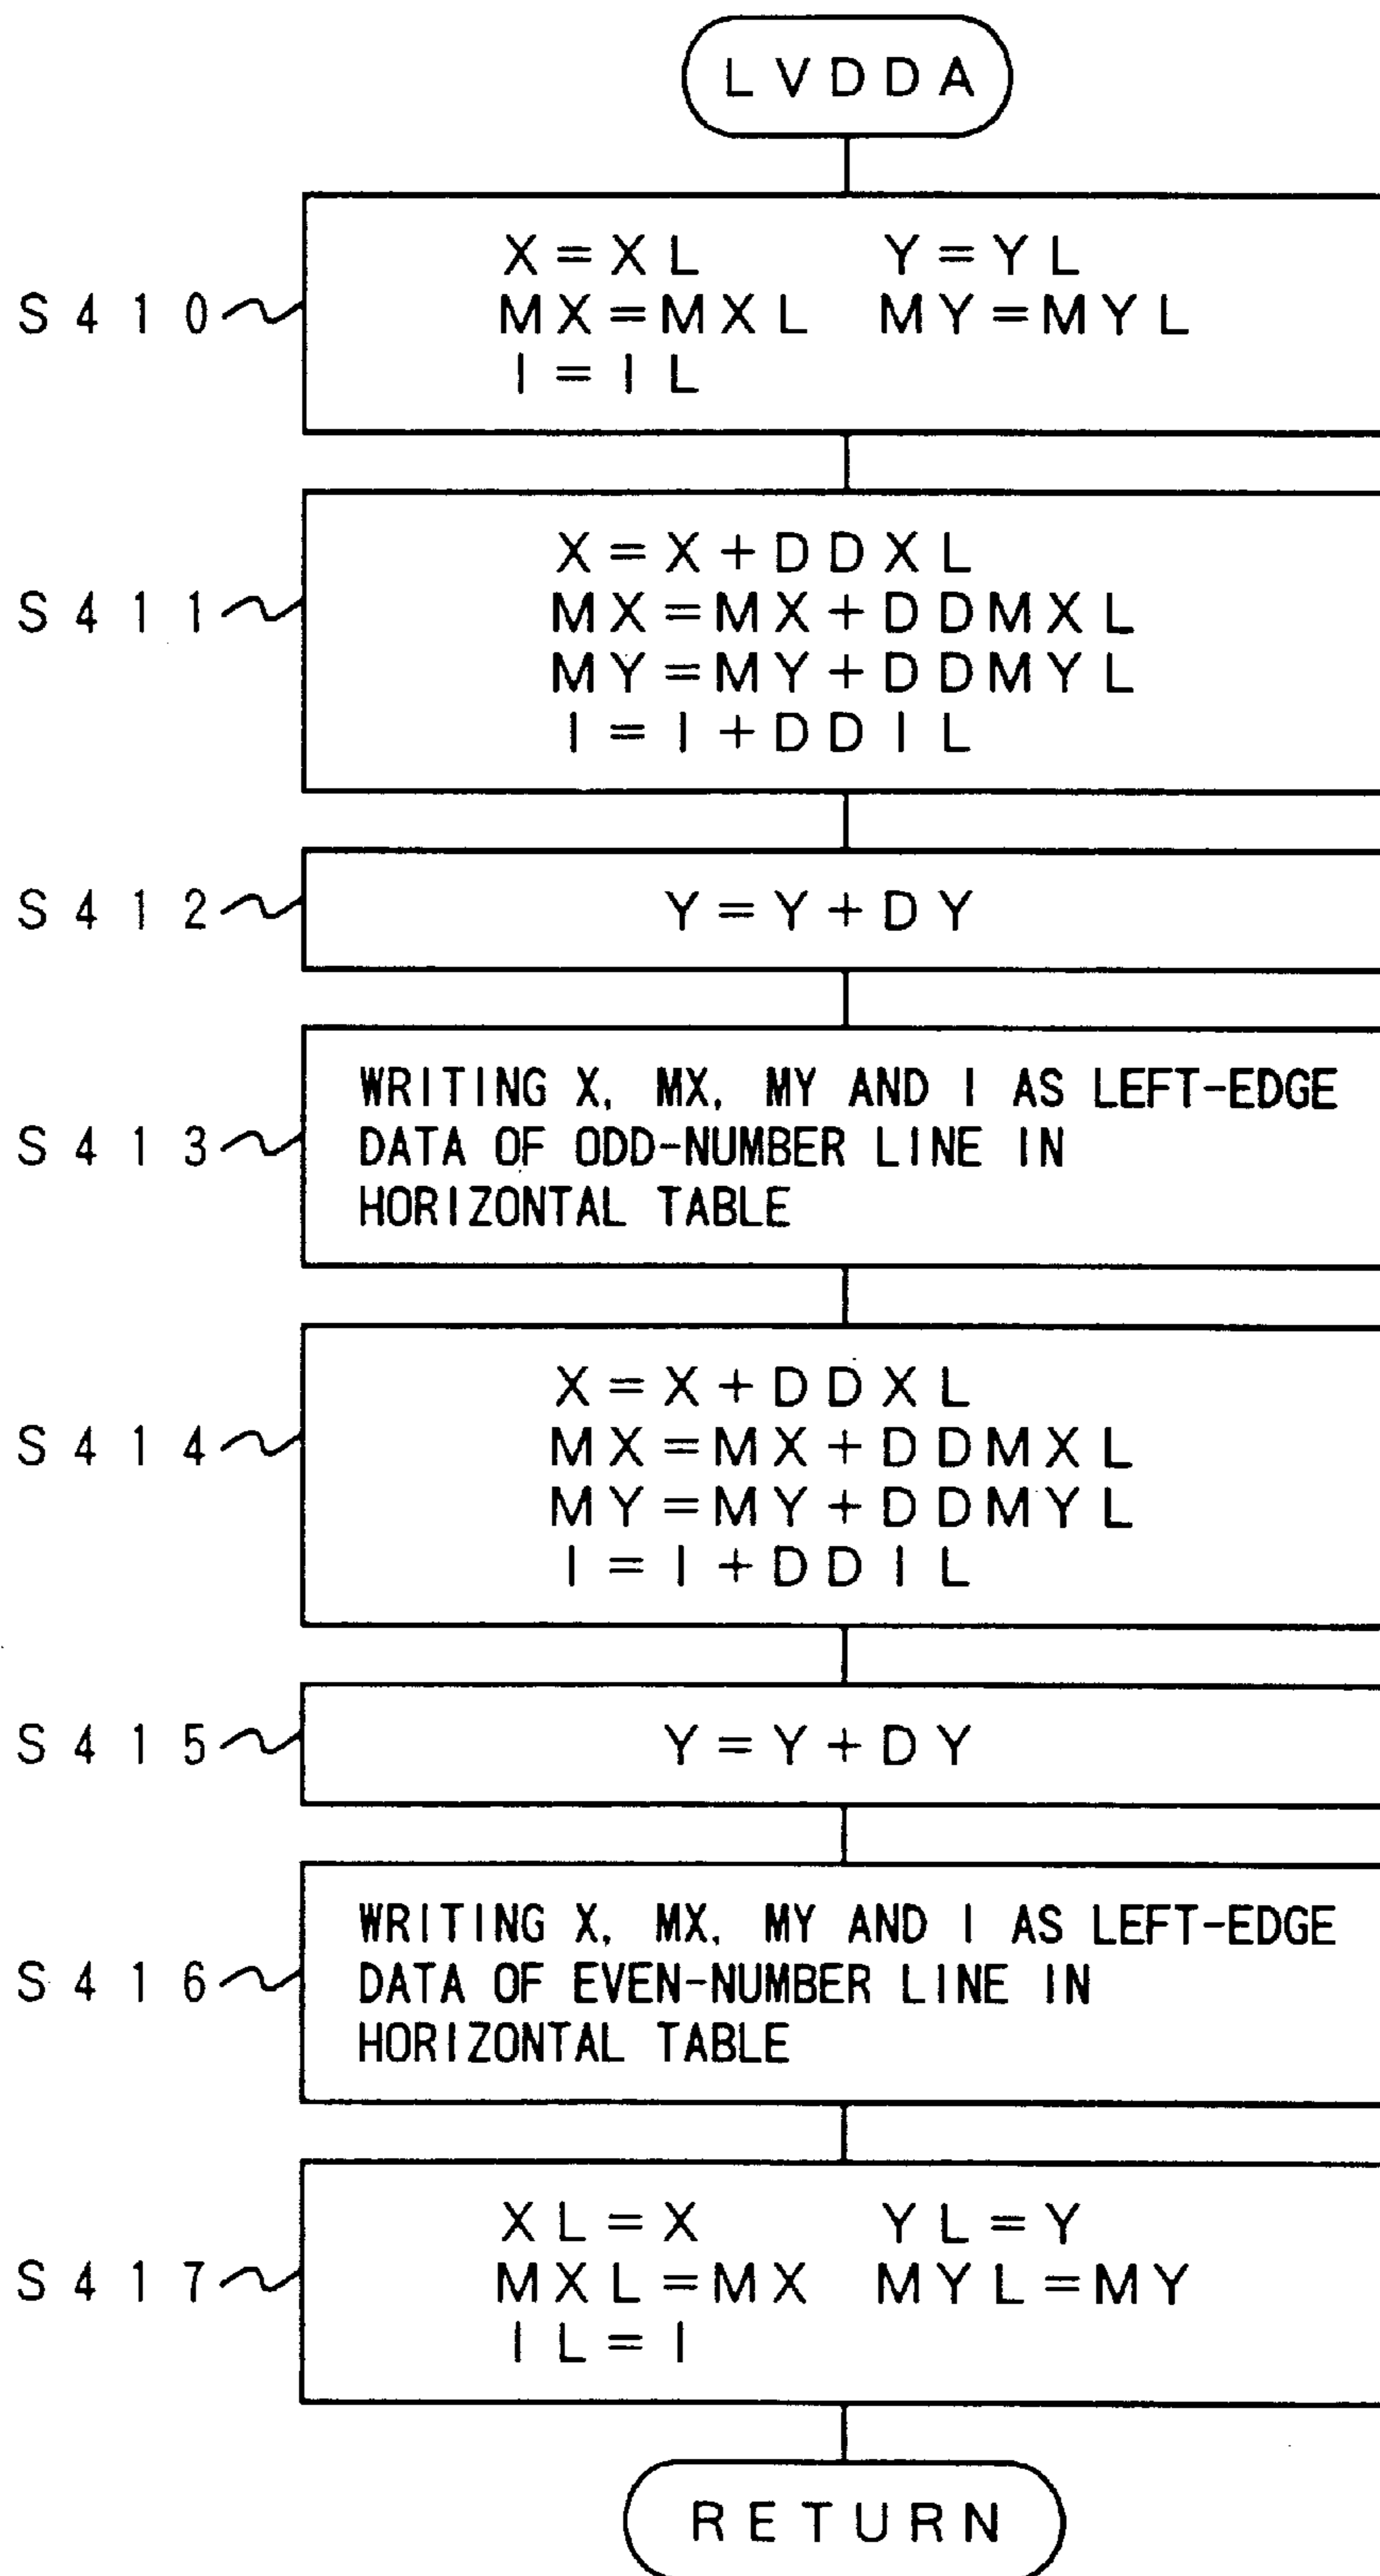 LVDDA
X=XL Y=YL
S410 MX=MXL MY=MYL
I=IL
X=X+DDXL
S411 MX=MX+DDMXL
MY=MY+DDMYL
I=I+DDIL
S412 Y=Y+DY
WRITING X, MX, MY AND I AS LEFT-EDGE
S413 DATA OF ODD-NUMBER LINE IN
HORIZONTAL TABLE
X=X+DDXL
S414 MX=MX+DDMXL
MY=MY+DDMYL
I=I+DDIL
S415 Y=Y+DY
WRITING X, MX, MY AND I AS LEFT-EDGE
S416 DATA OF EVEN-NUMBER LINE IN
HORIZONTAL TABLE
XL=X YL=Y
S417 MXL=MX MYL=MY
IL=I
RETURN